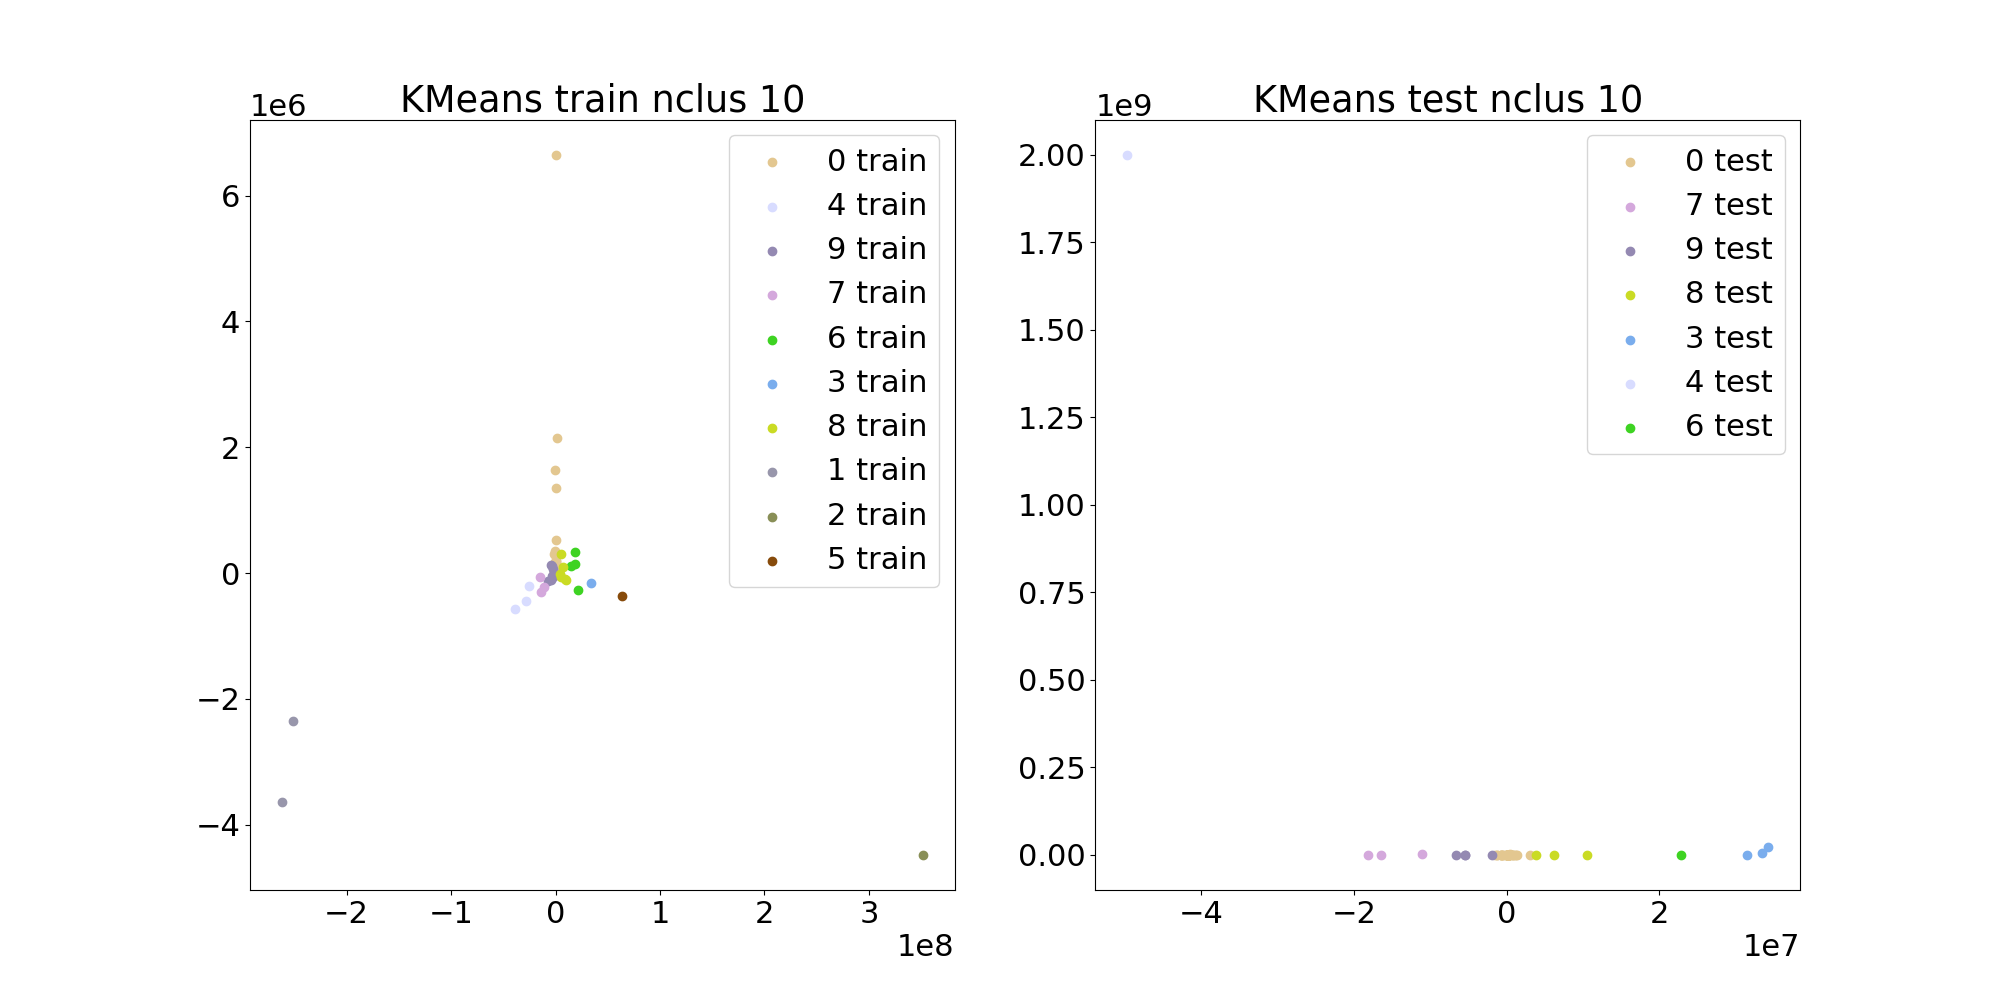 KMeans train nclus 10
1e6
6
4
2
0
−2
−4
−2
−1
0
1
2
3
1e8
0 train
4 train
9 train
7 train
6 train
3 train
8 train
1 train
2 train
5 train
KMeans test nclus 10
1e9
2.00
1.75
1.50
1.25
1.00
0.75
0.50
0.25
0.00
−4
−2
0
2
1e7
0 test
7 test
9 test
8 test
3 test
4 test
6 test